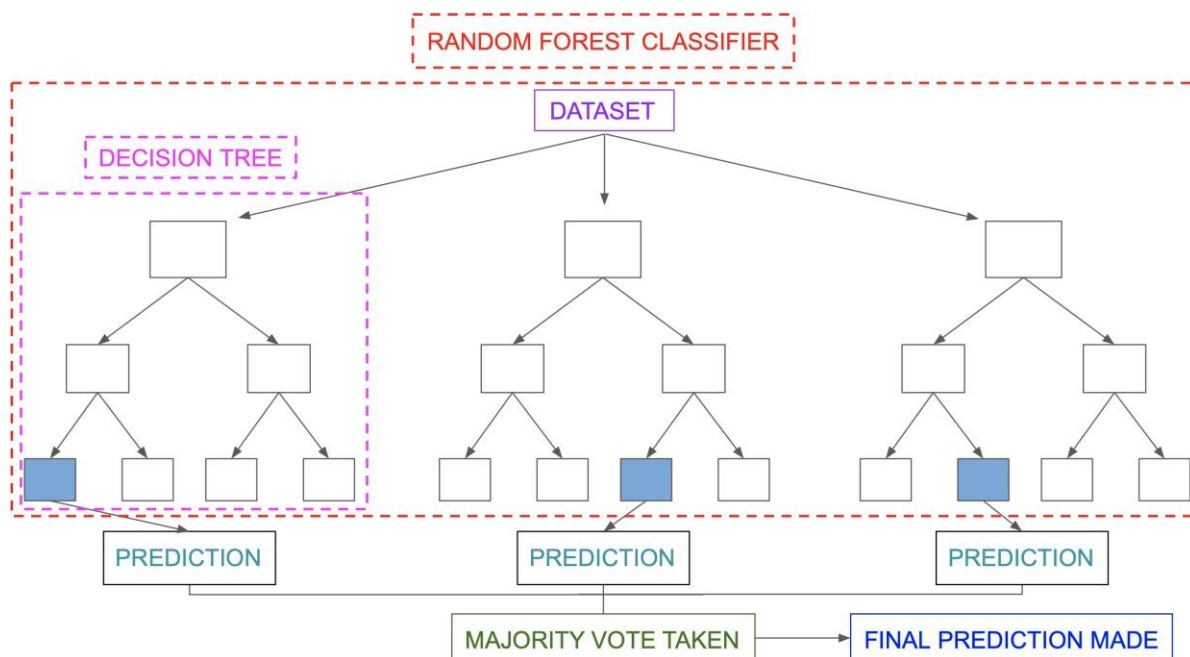 RANDOM FOREST CLASSIFIER
DATASET
DECISION TREE
PREDICTION
PREDICTION
PREDICTION
MAJORITY VOTE TAKEN
FINAL PREDICTION MADE